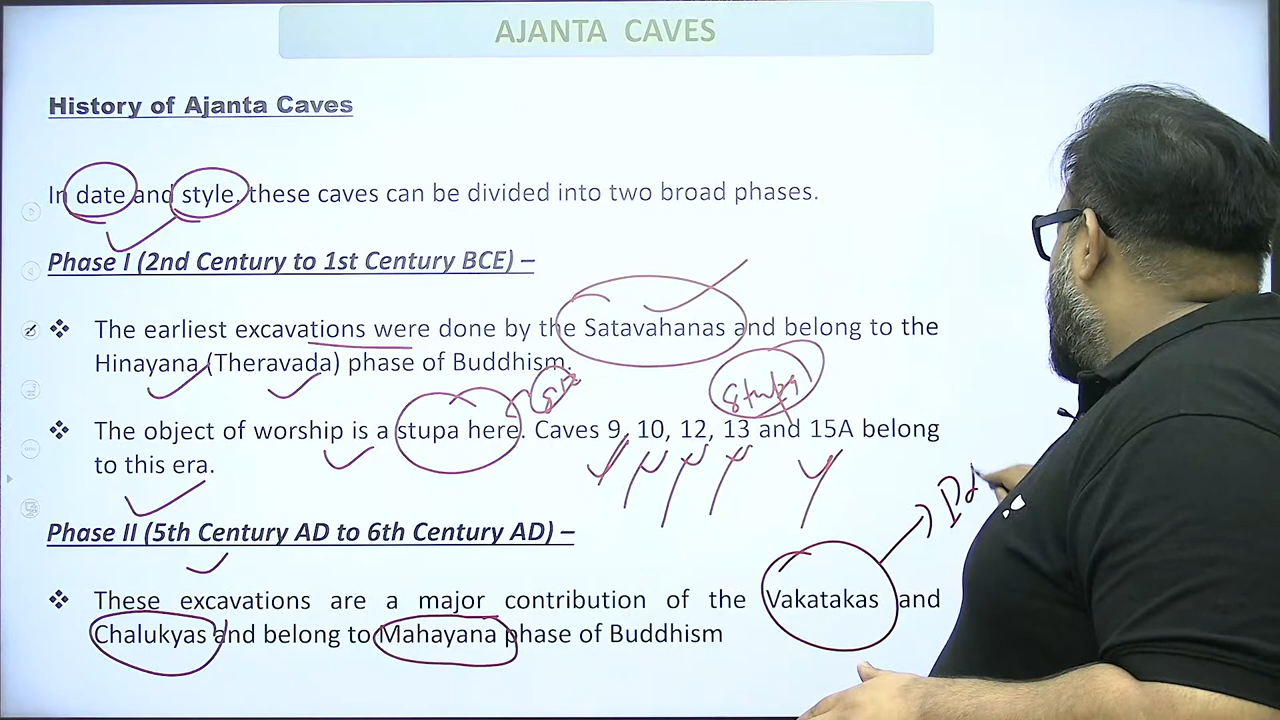 AJANTA CAVES
History of Ajanta Caves
In date and style, these caves can be divided into two broad phases.
Phase I (2nd Century to 1st Century BCE) –
The earliest excavations were done by the Satavahanas and belong to the
Hinayana (Theravada) phase of Buddhism.
Stupa
The object of worship is a stupa here. Caves 9, 10, 12, 13 and 15A belong
to this era.
Phase II (5th Century AD to 6th Century AD) –
These excavations are a major contribution of the Vakatakas and
Chalukyas and belong to Mahayana phase of Buddhism